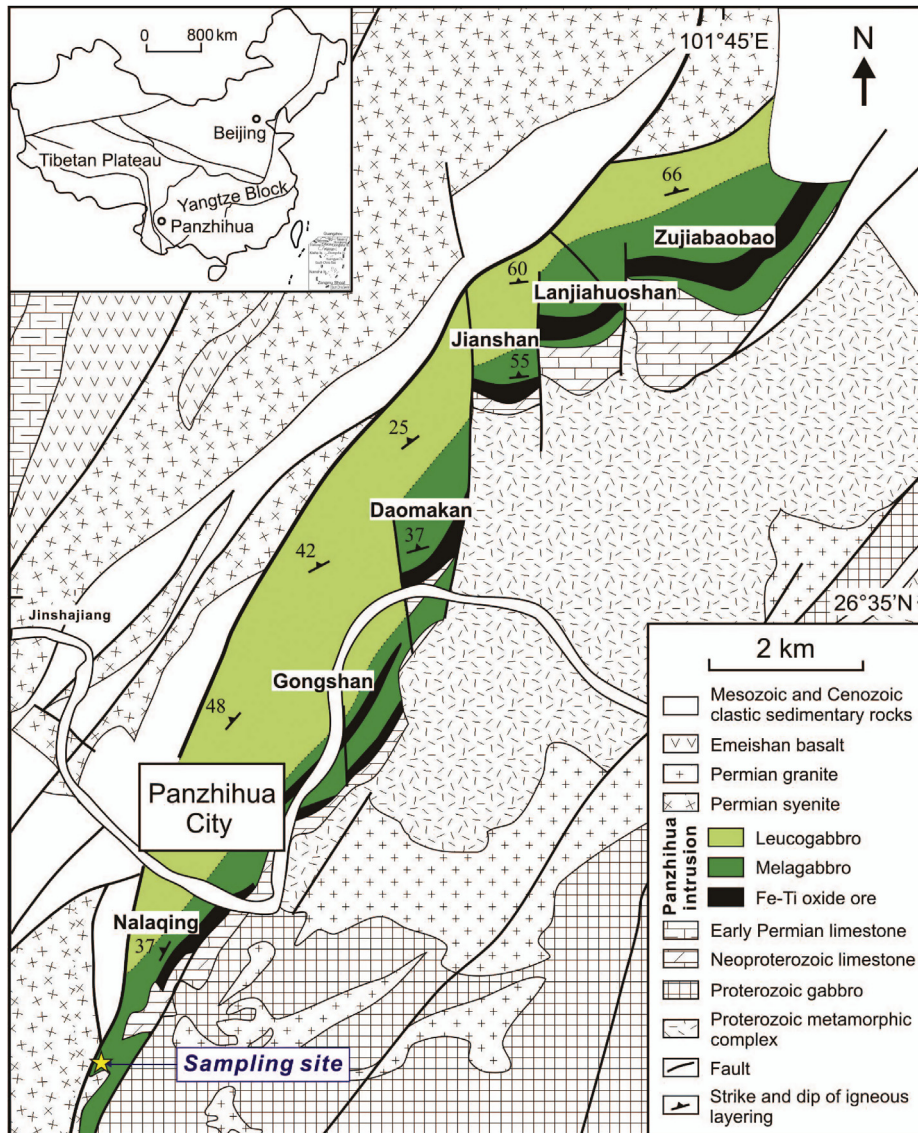 0 800 km
Beijing
Tibetan Plateau
Yangtze Block
Panzhihua
101°45'E
N
66
Zujiabaobao
60
Lanjiahuoshan
Jianshan
55
25
Daomakan
37
42
26°35'N
Jinshajiang
Gongshan
48
Panzhihua
City
Nalaqing
37
Sampling site
2 km
Mesozoic and Cenozoic
clastic sedimentary rocks
Emeishan basalt
Permian granite
Permian syenite
Panzhihua
intrusion
Leucogabbro
Melagabbro
Fe-Ti oxide ore
Early Permian limestone
Neoproterozoic limestone
Proterozoic gabbro
Proterozoic metamorphic
complex
Fault
Strike and dip of igneous
layering